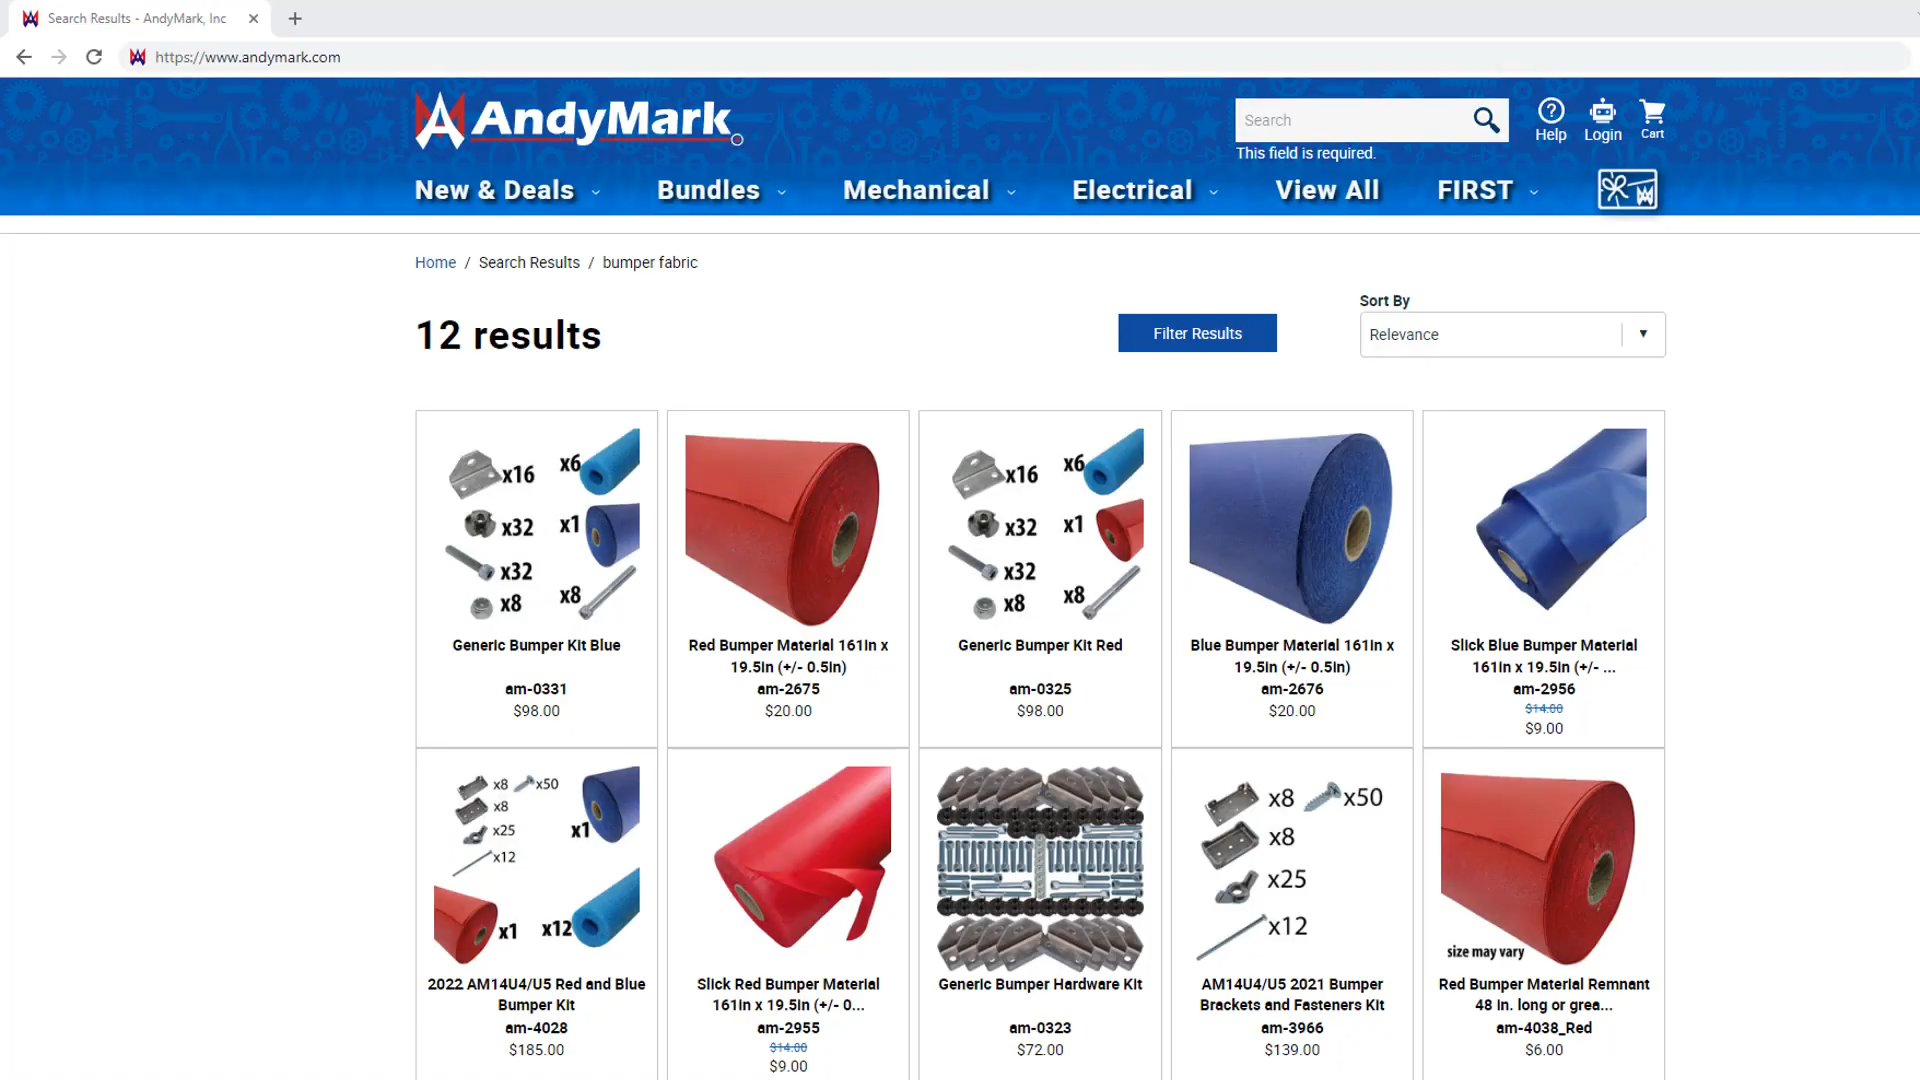 Search Results - AndyMark, Inc
https://www.andymark.com
AndyMark
Search
Help
Login
Cart
This field is required.
New & Deals
Bundles
Mechanical
Electrical
View All
FIRST
Home / Search Results / bumper fabric
12 results
Filter Results
Sort By
Relevance
x16
x6
x32
x1
x32
x8
x8
Generic Bumper Kit Blue
am-0331
$98.00
Red Bumper Material 161in x
19.5in (+/- 0.5in)
am-2675
$20.00
x16
x6
x32
x1
x32
x8
x8
Generic Bumper Kit Red
am-0325
$98.00
Blue Bumper Material 161in x
19.5in (+/- 0.5in)
am-2676
$20.00
Slick Blue Bumper Material
161in x 19.5in (+/- ...
am-2956
$14.00
$9.00
x8
x50
x8
x1
x25
x12
x1
x12
2022 AM14U4/U5 Red and Blue
Bumper Kit
am-4028
$185.00
Slick Red Bumper Material
161in x 19.5in (+/- 0...
am-2955
$14.00
$9.00
Generic Bumper Hardware Kit
am-0323
$72.00
x8
x50
x8
x25
x12
AM14U4/U5 2021 Bumper
Brackets and Fasteners Kit
am-3966
$139.00
size may vary
Red Bumper Material Remnant
48 in. long or grea...
am-4038_Red
$6.00